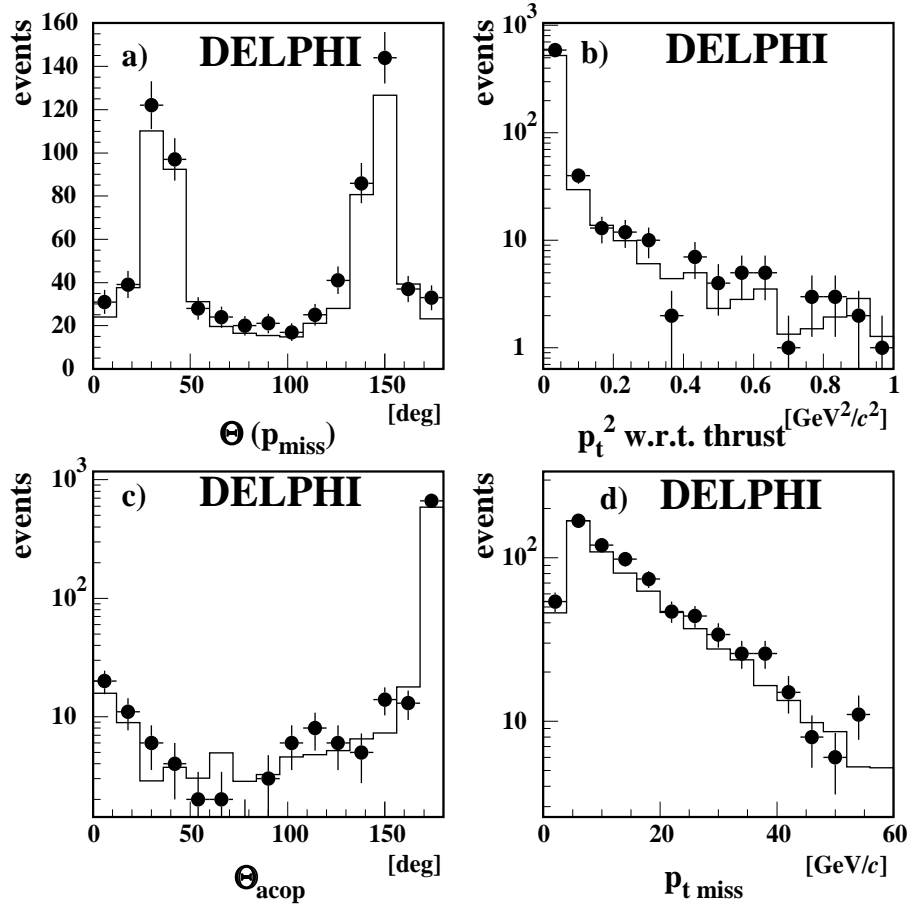 a) DELPHI
events
160
140
120
100
80
60
40
20
0
0 50 100 150
[deg]
Θ (p_miss)
b) DELPHI
events
10^3
10^2
10
1
0 0.2 0.4 0.6 0.8 1
[GeV^2/c^2]
p_t^2 w.r.t. thrust
c) DELPHI
events
10^3
10^2
10
0 50 100 150
[deg]
Θ_acop
d) DELPHI
events
10^2
10
0 20 40 60
[GeV/c]
p_t miss